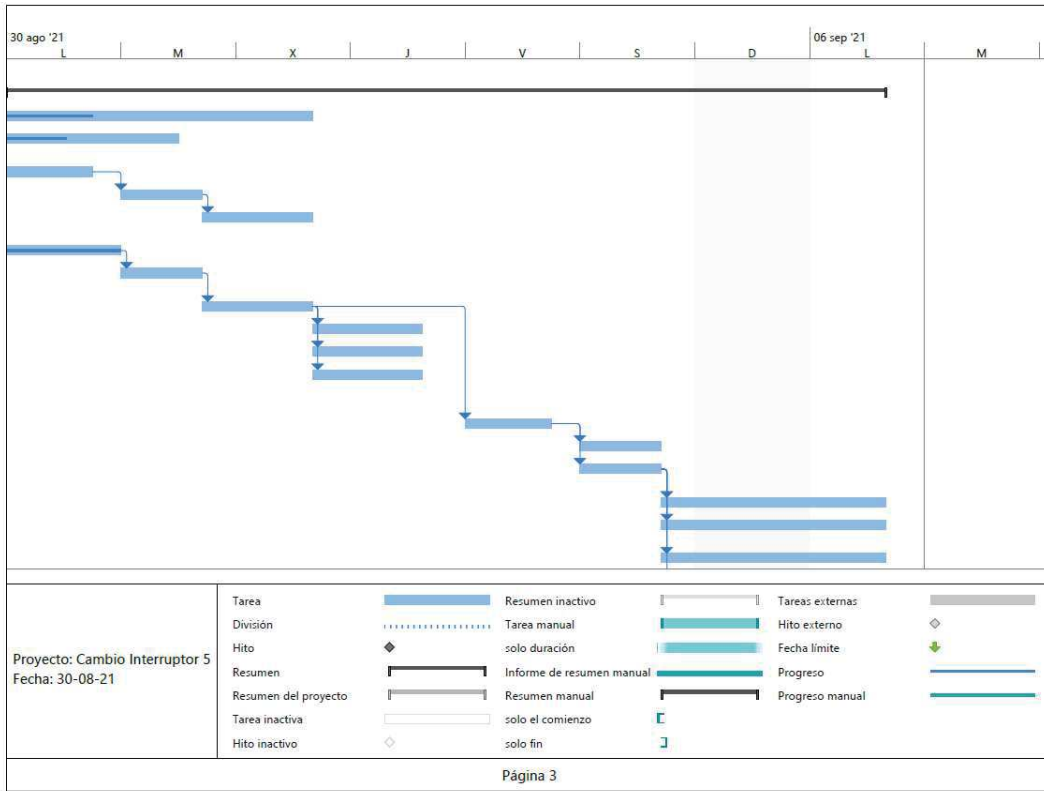 30 ago '21
06 sep '21
L M X J V S D L M
Proyecto: Cambio Interruptor 5
Fecha: 30-08-21
Tarea
División
Hito
Resumen
Resumen del proyecto
Tarea inactiva
Hito inactivo
Resumen inactivo
Tarea manual
solo duración
Informe de resumen manual
Resumen manual
solo el comienzo
solo fin
Tareas externas
Hito externo
Fecha límite
Progreso
Progreso manual
Página 3